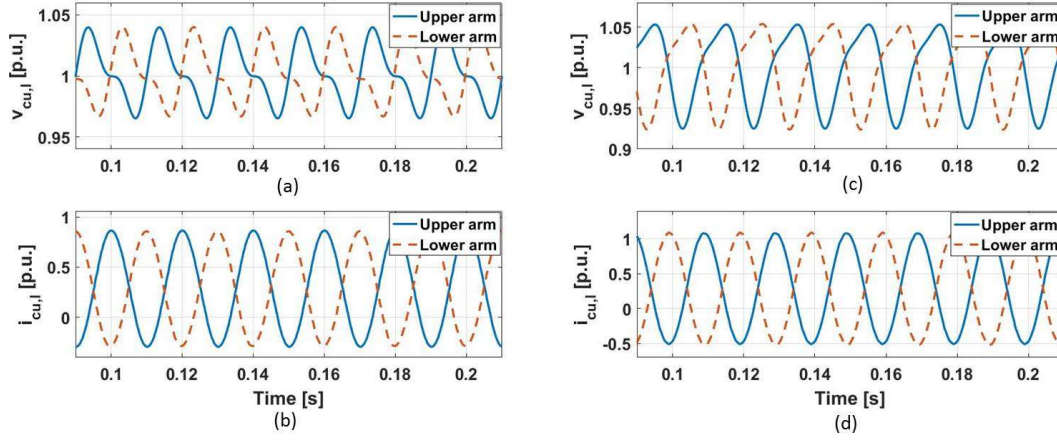 Upper arm
Lower arm
v_cu,l [p.u.]
1.05
1
0.95
0.1 0.12 0.14 0.16 0.18 0.2
(a)
Upper arm
Lower arm
v_cu,l [p.u.]
1.05
1
0.95
0.9
0.1 0.12 0.14 0.16 0.18 0.2
(c)
Upper arm
Lower arm
i_cu,l [p.u.]
1
0.5
0
0.1 0.12 0.14 0.16 0.18 0.2
Time [s]
(b)
Upper arm
Lower arm
i_cu,l [p.u.]
1
0.5
0
-0.5
0.1 0.12 0.14 0.16 0.18 0.2
Time [s]
(d)